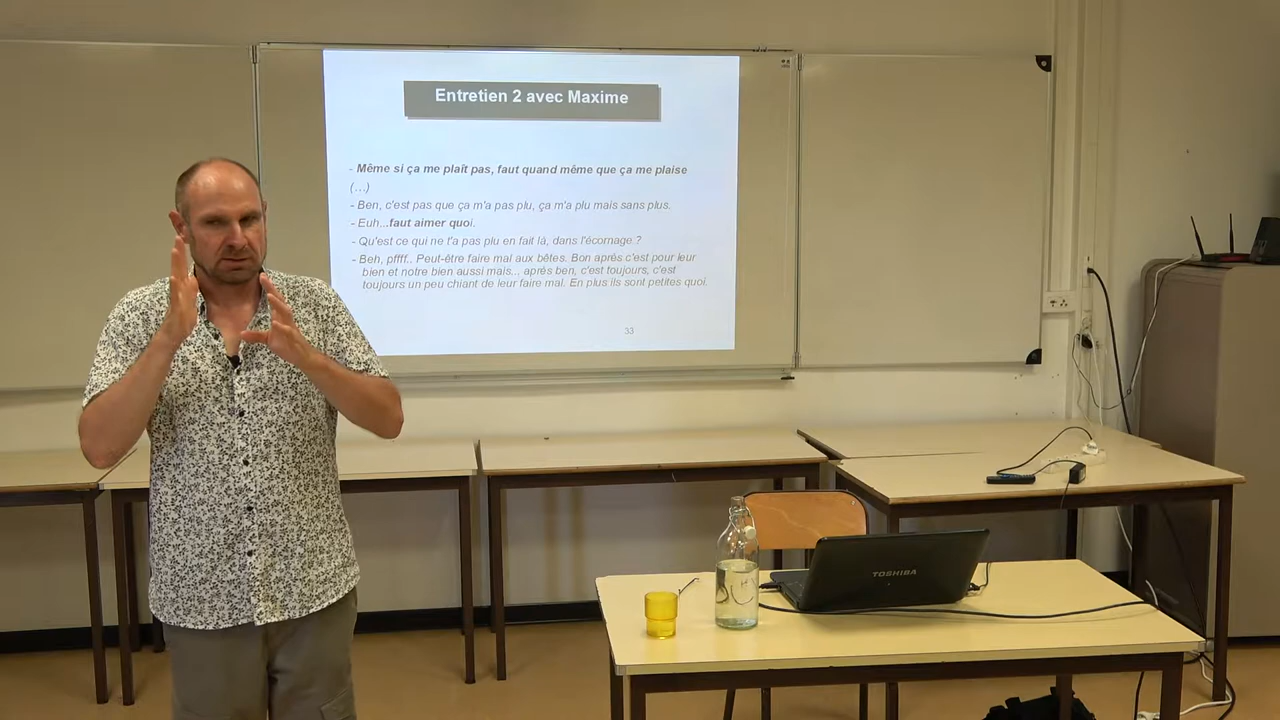 Entretien 2 avec Maxime
- Même si ça me plaît pas, faut quand même que ça me plaise
(...)
- Ben, c'est pas que ça m'a pas plu, ça m'a plu mais sans plus.
- Euh...faut aimer quoi.
- Qu'est ce qui ne t'a pas plu en fait là, dans l'écornage ?
- Beh, pffff.. Peut-être faire mal aux bêtes. Bon après c'est pour leur
bien et notre bien aussi mais... après ben, c'est toujours, c'est
toujours un peu chiant de leur faire mal. En plus ils sont petites quoi.
33
TOSHIBA